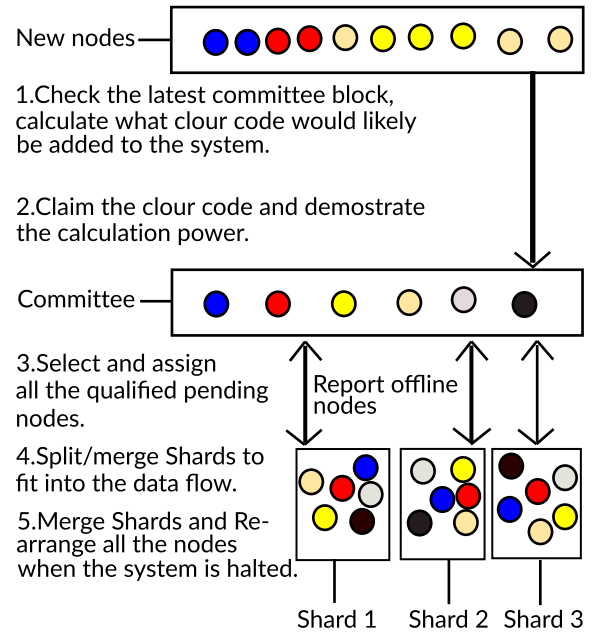 New nodes
1.Check the latest committee block,
calculate what clour code would likely
be added to the system.
2.Claim the clour code and demostrate
the calculation power.
Committee
3.Select and assign
all the qualified pending
nodes.
Report offline
nodes
4.Split/merge Shards to
fit into the data flow.
5.Merge Shards and Re-
arrange all the nodes
when the system is halted.
Shard 1
Shard 2
Shard 3